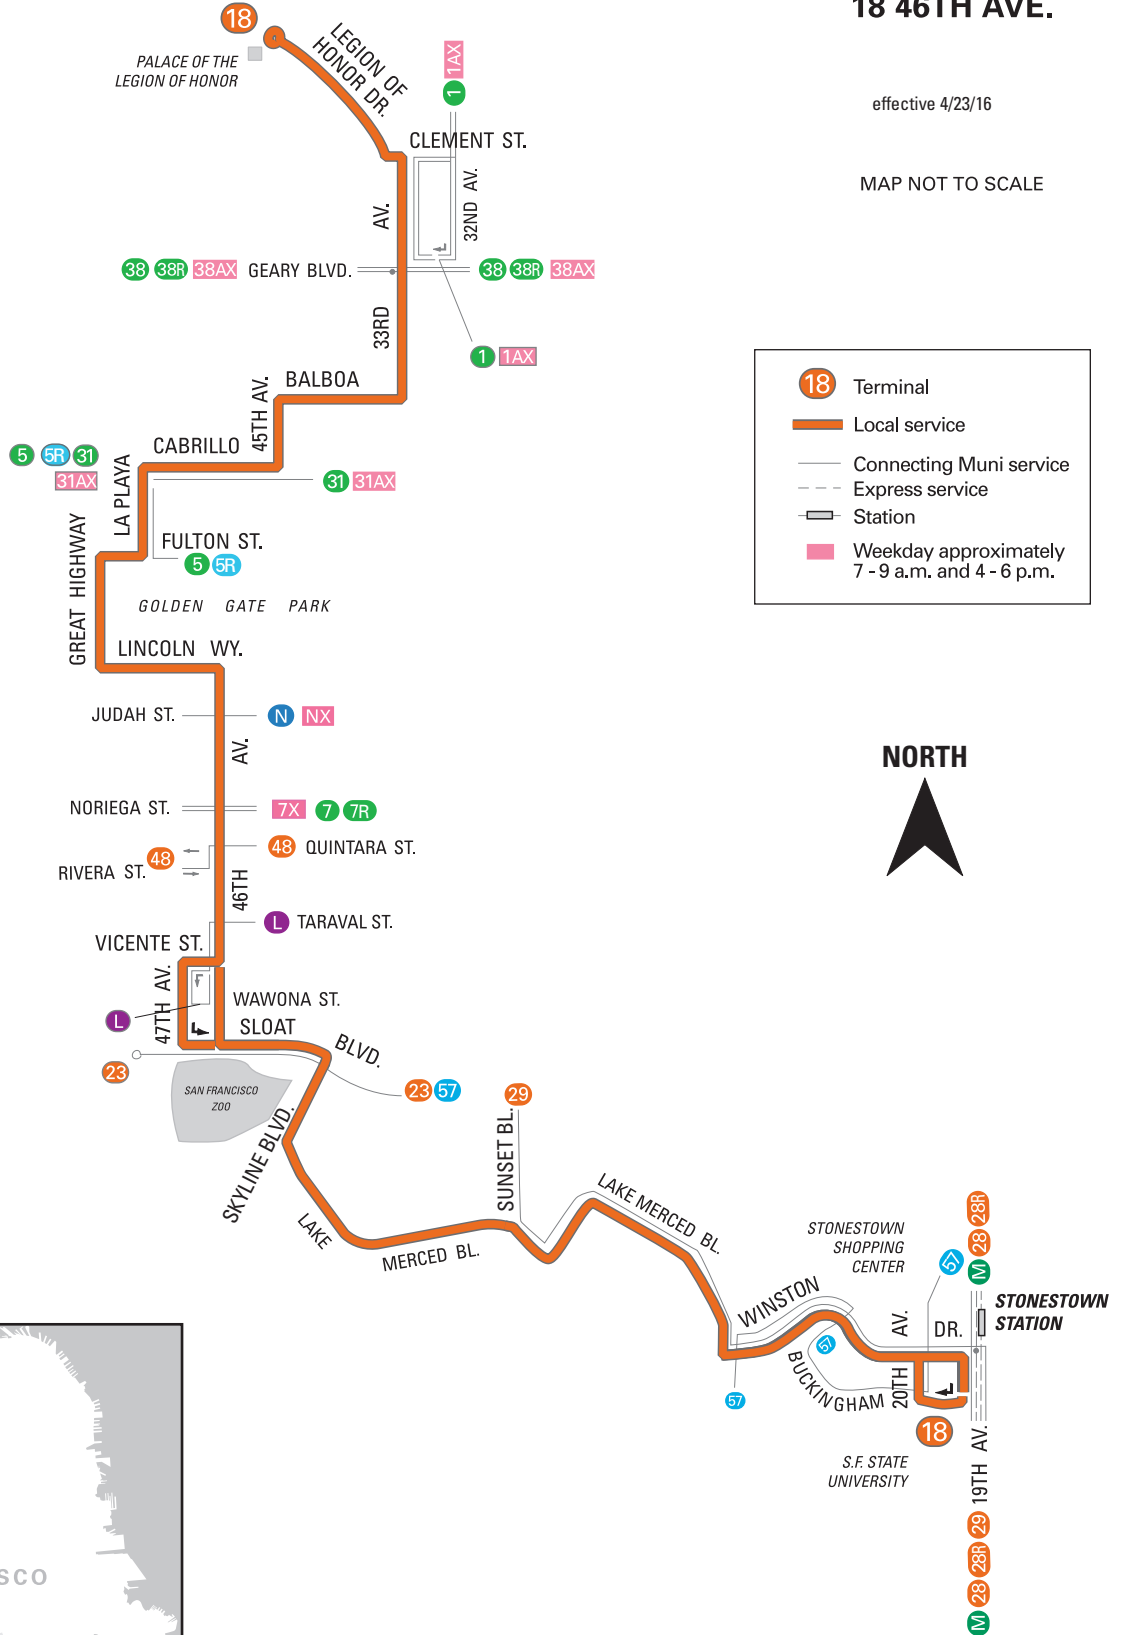 18 46TH AVE.
effective 4/23/16
MAP NOT TO SCALE
18
PALACE OF THE
LEGION OF HONOR
LEGION OF
HONOR DR.
1AX
1
CLEMENT ST.
32ND AV.
AV.
38 38R 38AX GEARY BLVD.
38 38R 38AX
33RD
1 1AX
18 Terminal
Local service
Connecting Muni service
Express service
Station
Weekday approximately
7 - 9 a.m. and 4 - 6 p.m.
BALBOA
45TH AV.
CABRILLO
5 5R 31
31AX
LA PLAYA
31 31AX
FULTON ST.
5 5R
GREAT HIGHWAY
GOLDEN GATE PARK
LINCOLN WY.
JUDAH ST.
N NX
AV.
NORTH
NORIEGA ST.
7X 7 7R
48 QUINTARA ST.
RIVERA ST. 48
46TH
L TARAVAL ST.
VICENTE ST.
47TH AV.
WAWONA ST.
L
SLOAT
BLVD.
23
SAN FRANCISCO
ZOO
23 57
29
SUNSET BL.
SKYLINE BLVD.
LAKE
MERCED BL.
LAKE MERCED BL.
STONESTOWN
SHOPPING
CENTER
57
28R
28
M
STONESTOWN
STATION
WINSTON
AV.
DR.
57
BUCKINGHAM
20TH
57
18
S.F. STATE
UNIVERSITY
19TH AV.
29
28R
28
M
SCO